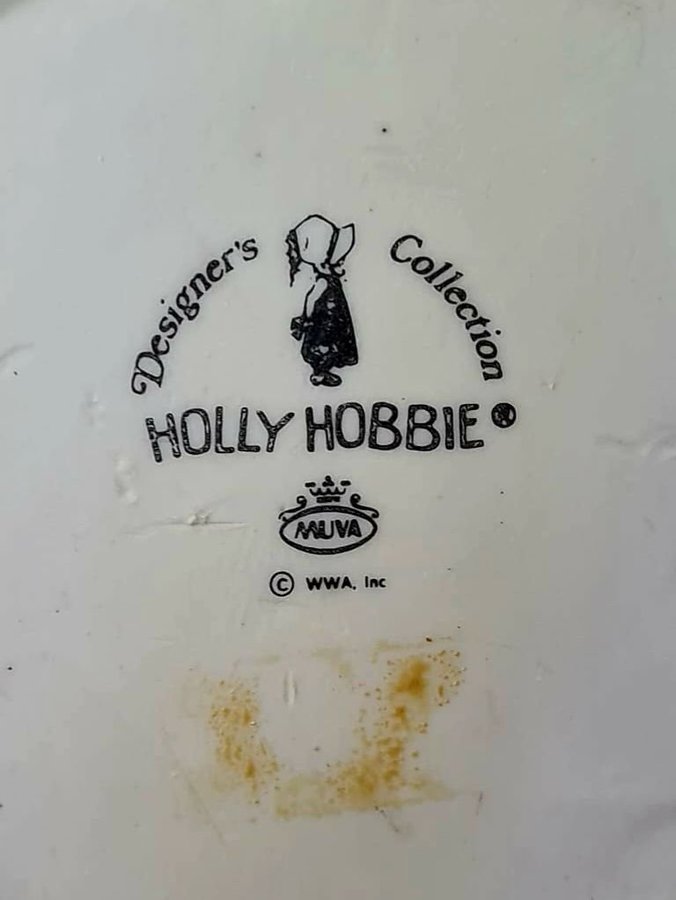 Designer's Collection
HOLLY HOBBIE ®
MUVA
© WWA, Inc